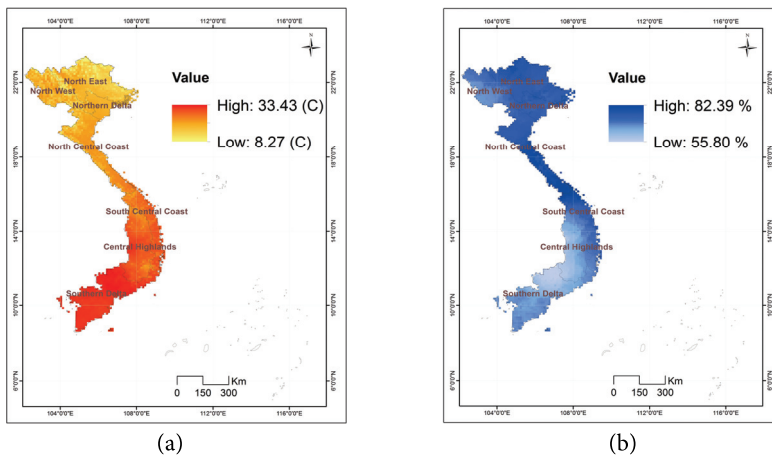 104°0'0"E 108°0'0"E 112°0'0"E 116°0'0"E
N
22°0'0"N
18°0'0"N
14°0'0"N
10°0'0"N
6°0'0"N
North East
North West
Northern Delta
North Central Coast
South Central Coast
Central Highlands
Southern Delta
Value
High: 33.43 (C)
Low: 8.27 (C)
Km
0 150 300
104°0'0"E 108°0'0"E 112°0'0"E 116°0'0"E
(a)
104°0'0"E 108°0'0"E 112°0'0"E 116°0'0"E
N
22°0'0"N
18°0'0"N
14°0'0"N
10°0'0"N
6°0'0"N
North West
North Central Coast
South Central Coast
Central Highlands
Southern Delta
Value
High: 82.39 %
Low: 55.80 %
Km
0 150 300
104°0'0"E 108°0'0"E 112°0'0"E 116°0'0"E
(b)